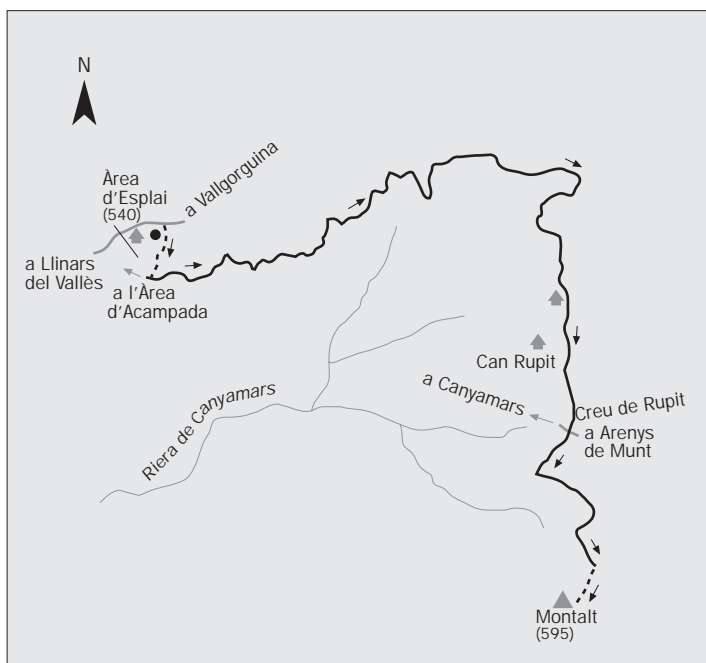 N
Àrea
d'Esplai
(540)
a Vallgorguina
a Llinars
del Vallès
a l'Àrea
d'Acampada
Can Rupit
a Canyamars
Creu de Rupit
a Arenys
de Munt
Riera de Canyamars
Montalt
(595)